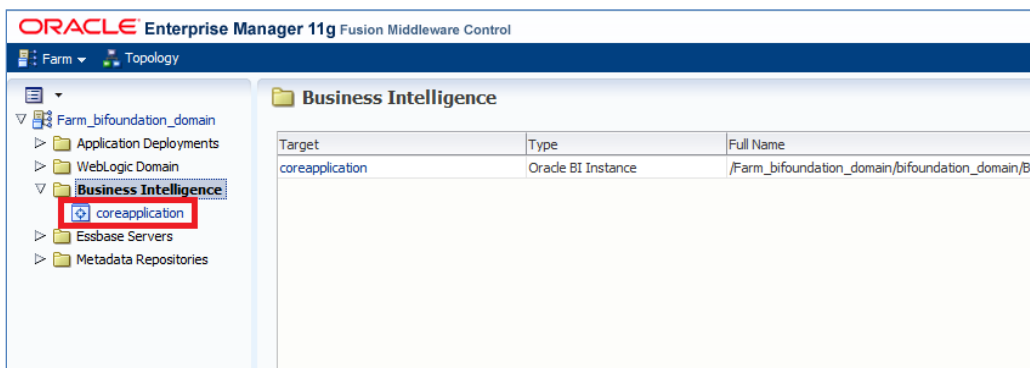 ORACLE Enterprise Manager 11g Fusion Middleware Control
Farm Topology
Farm_bifoundation_domain
Application Deployments
WebLogic Domain
Business Intelligence
coreapplication
Essbase Servers
Metadata Repositories
Business Intelligence
Target Type Full Name
coreapplication Oracle BI Instance /Farm_bifoundation_domain/bifoundation_domain/B